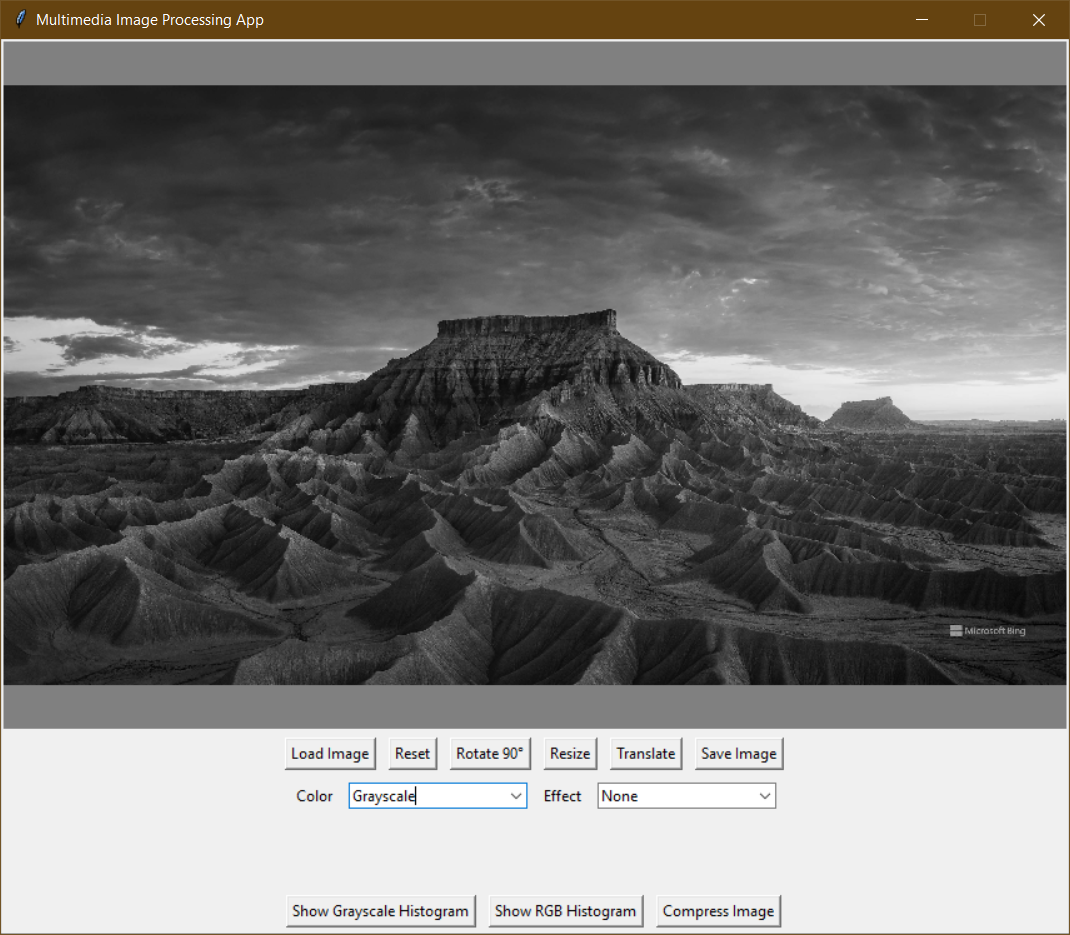 Multimedia Image Processing App
Microsoft Bing
Load Image Reset Rotate 90° Resize Translate Save Image
Color Grayscale Effect None
Show Grayscale Histogram Show RGB Histogram Compress Image